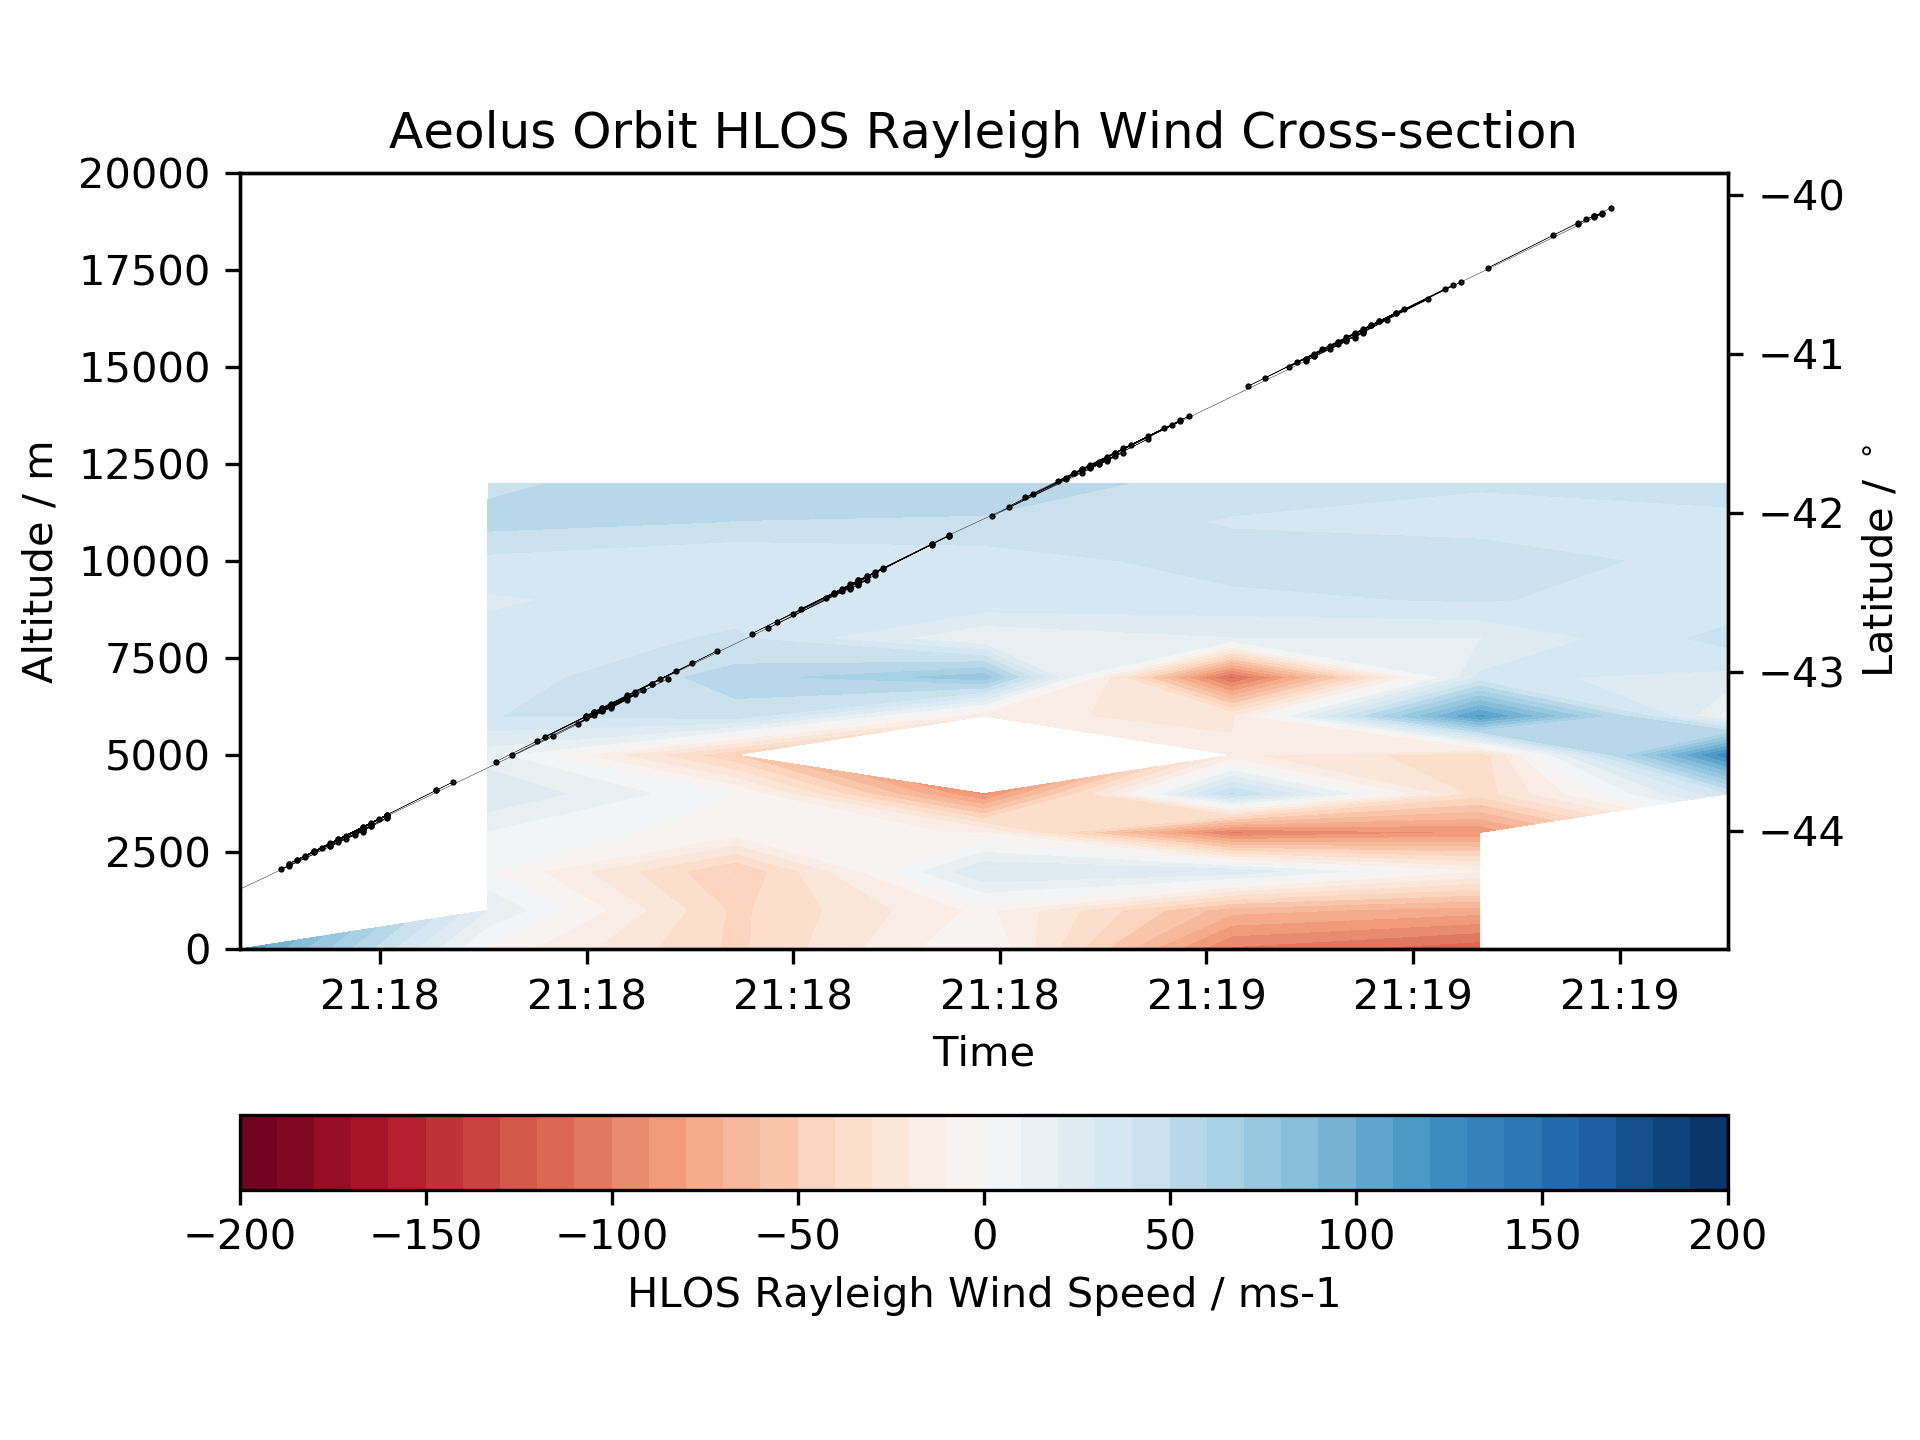 Aeolus Orbit HLOS Rayleigh Wind Cross-section
20000
17500
15000
12500
10000
7500
5000
2500
0
Altitude / m
−40
−41
−42
−43
−44
Latitude / °
21:18 21:18 21:18 21:18 21:19 21:19 21:19
Time
−200 −150 −100 −50 0 50 100 150 200
HLOS Rayleigh Wind Speed / ms-1